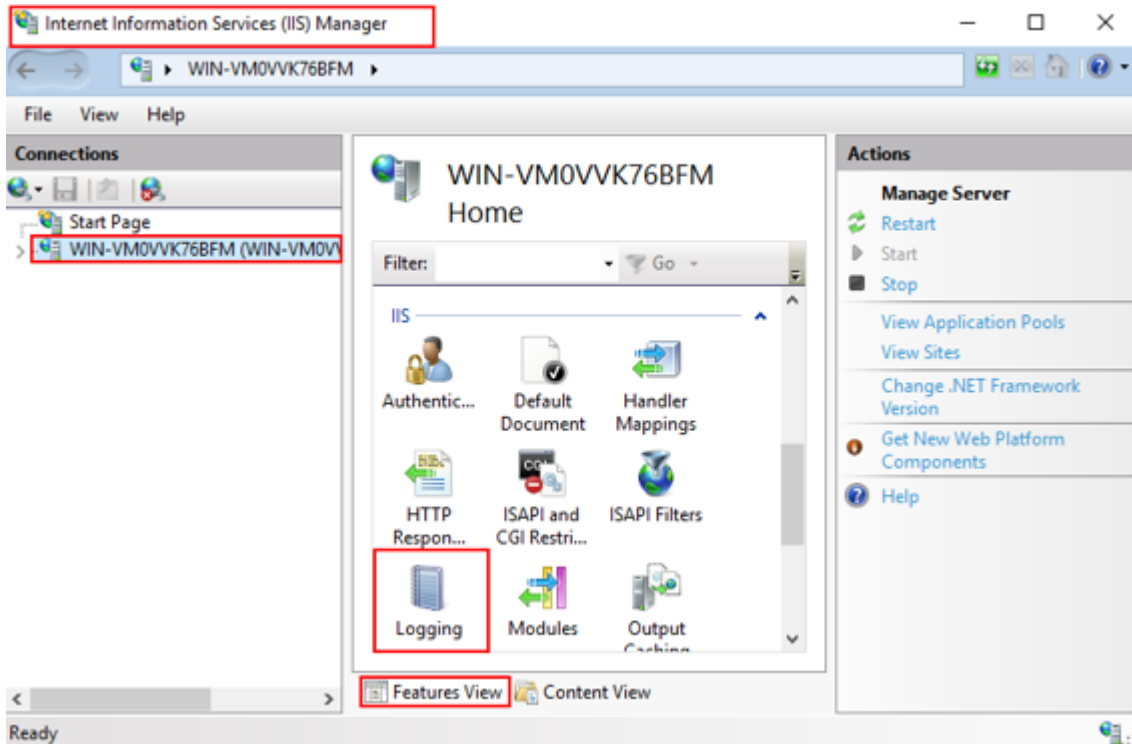 Internet Information Services (IIS) Manager
WIN-VM0VVK76BFM
File View Help
Connections
Start Page
WIN-VM0VVK76BFM (WIN-VM0V
WIN-VM0VVK76BFM
Home
Filter:
Go
IIS
Authentic...
Default
Document
Handler
Mappings
HTTP
Respon...
ISAPI and
CGI Restri...
ISAPI Filters
Logging
Modules
Output
Caching
Features View
Content View
Actions
Manage Server
Restart
Start
Stop
View Application Pools
View Sites
Change .NET Framework
Version
Get New Web Platform
Components
Help
Ready